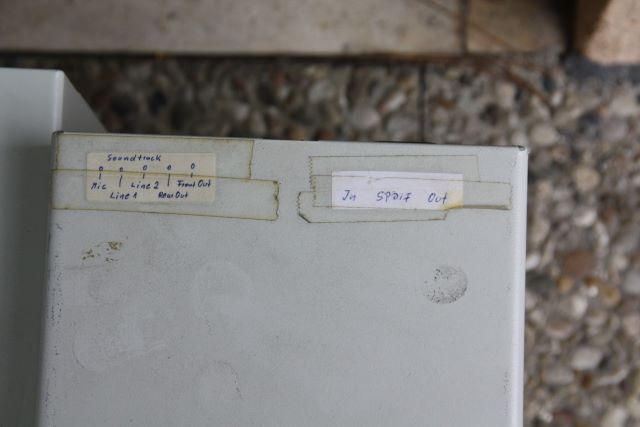 Soundtrack
Mic Line 2 Front Out
Line 1 Rear Out
In SPDIF Out